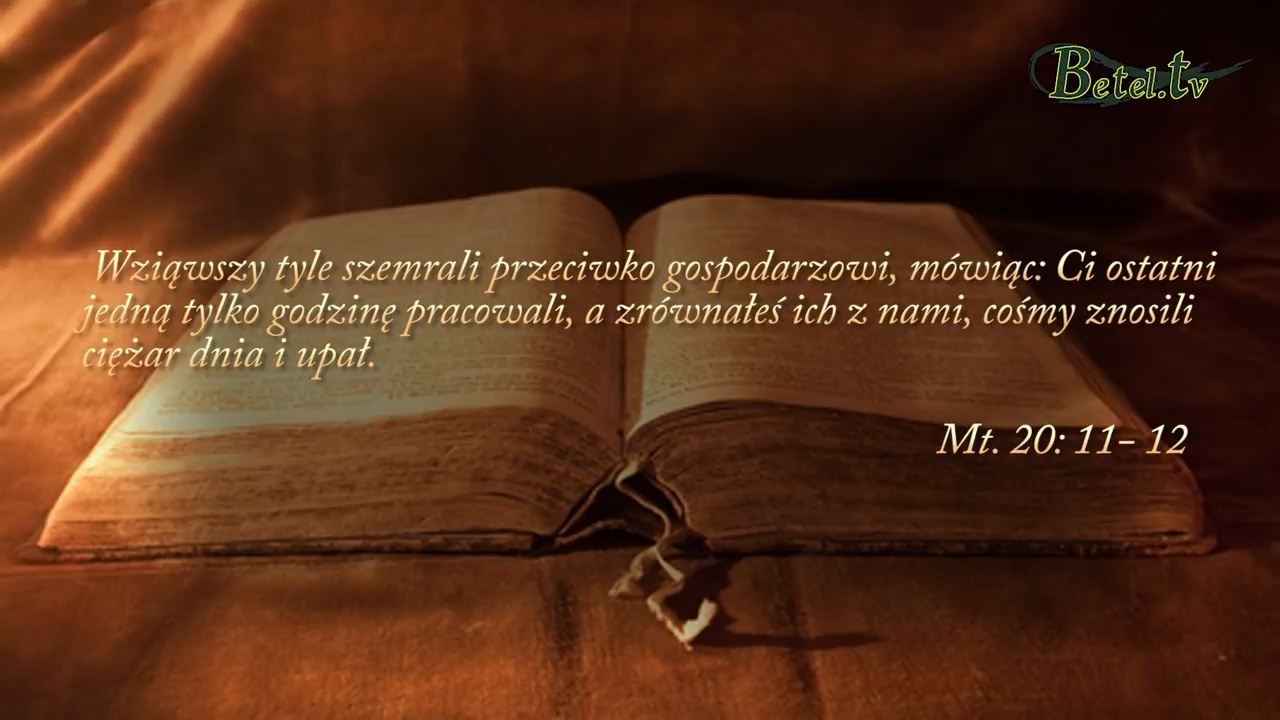 Betel.tv
Wziąwszy tyle szemrali przeciwko gospodarzowi, mówiąc: Ci ostatni
jedną tylko godzinę pracowali, a zrównałeś ich z nami, cośmy znosili
ciężar dnia i upał.
Mt. 20: 11- 12